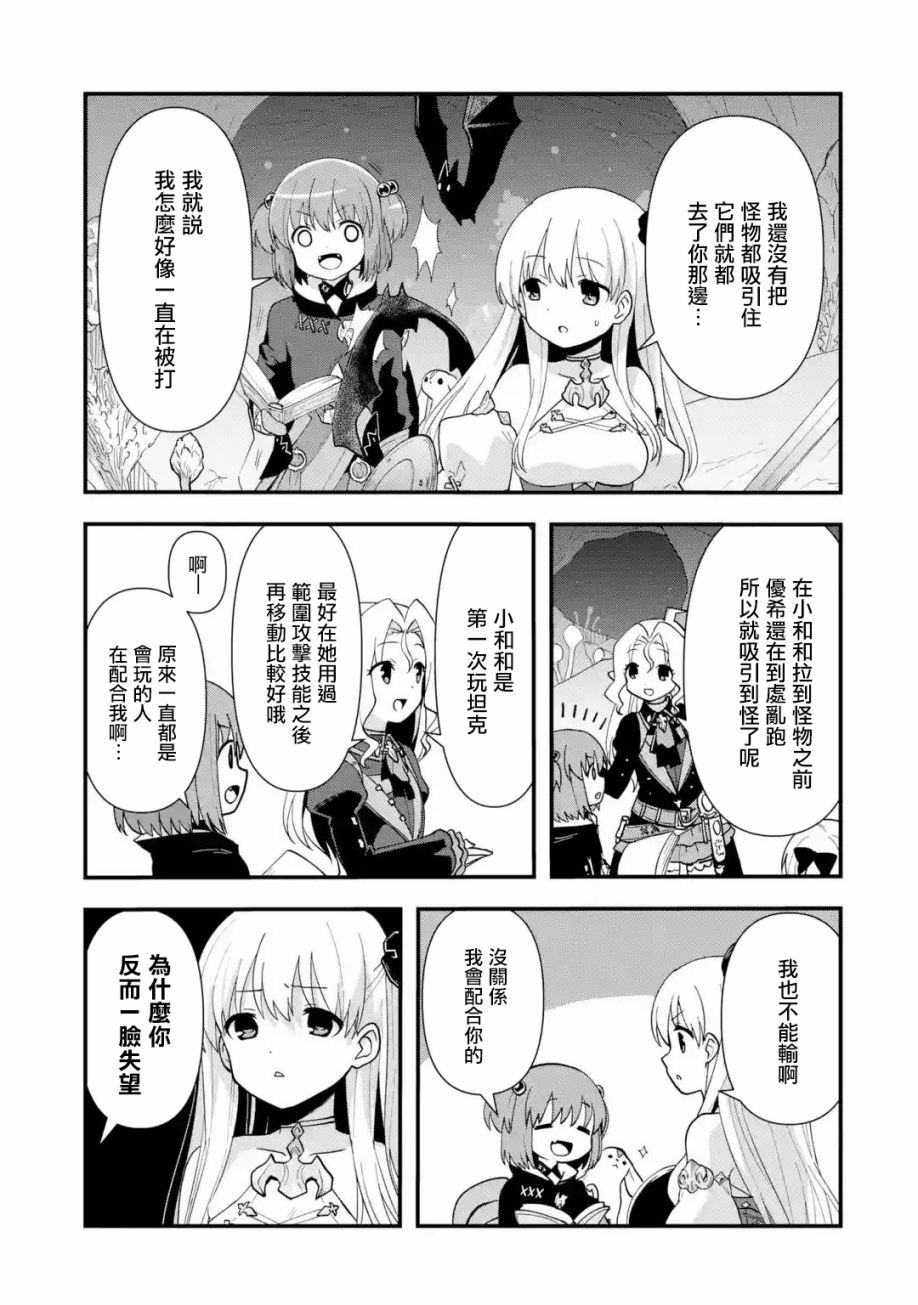 我還沒有把
怪物都吸引住
它們就都
去了你那邊…
我就説
我怎麼好像一直在被打
在小和和拉到怪物之前
優希還在到處亂跑
所以就吸引到怪了呢
小和和是
第一次玩坦克
最好在她用過
範圍攻擊技能之後
再移動比較好哦
啊—
原來一直都是
會玩的人
在配合我啊…
我也不能輸啊
沒關係
我會配合你的
XXX
為什麼你
反而一臉失望